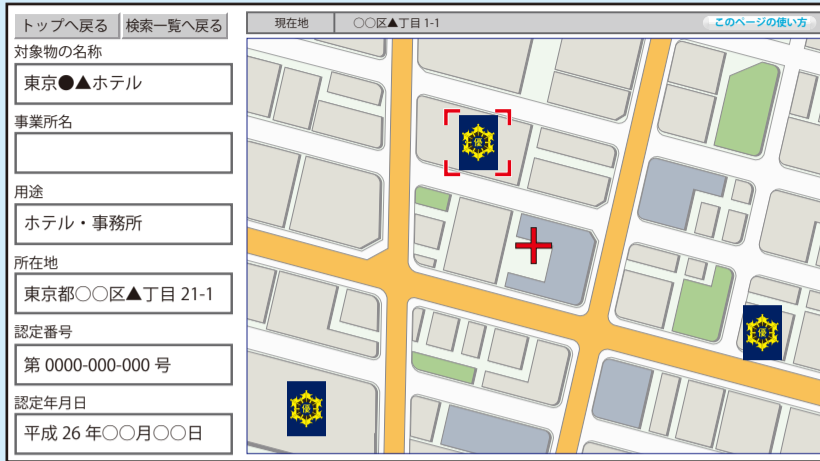 トップへ戻る 検索一覧へ戻る
現在地 ○○区▲丁目 1-1 このページの使い方
対象物の名称
東京●▲ホテル
事業所名
用途
ホテル・事務所
所在地
東京都○○区▲丁目 21-1
認定番号
第 0000-000-000 号
認定年月日
平成 26 年○○月○○日
優
優
優